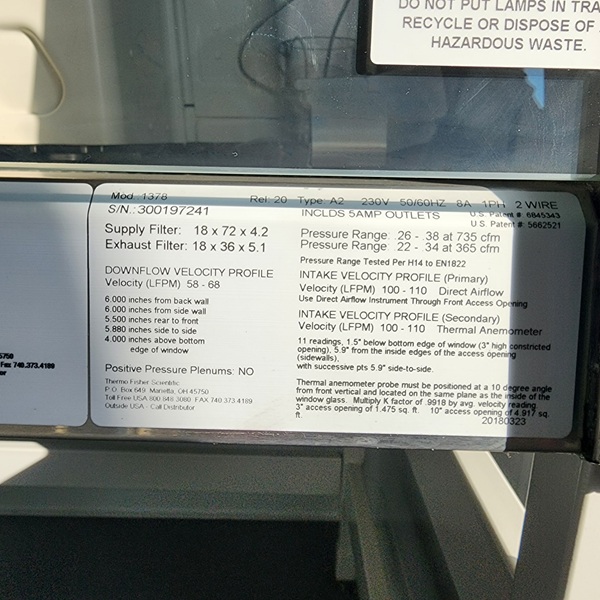 DO NOT PUT LAMPS IN TRA
RECYCLE OR DISPOSE OF
HAZARDOUS WASTE.
Mod. 1378 Rel: 20 Type: A2 230V 50/60HZ 8A 1PH 2 WIRE
S/N.:300197241
INCLDS 5AMP OUTLETS
U.S. Patent #: 6845343
U.S. Patent #: 5662521
Supply Filter: 18 x 72 x 4.2
Exhaust Filter: 18 x 36 x 5.1
DOWNFLOW VELOCITY PROFILE
Velocity (LFPM) 58 - 68
6.000 inches from back wall
6.000 inches from side wall
5.500 inches rear to front
5.880 inches side to side
4.000 inches above bottom
edge of window
Positive Pressure Plenums: NO
Thermo Fisher Scientific
P.O. Box 649, Marietta, OH 45750
Toll Free USA 800 848 3080 FAX 740 373 4189
Outside USA - Call Distributor
Pressure Range: .26 - .38 at 735 cfm
Pressure Range: .22 - .34 at 365 cfm
Pressure Range Tested Per H14 to EN1822
INTAKE VELOCITY PROFILE (Primary)
Velocity (LFPM) 100 - 110 Direct Airflow
Use Direct Airflow Instrument Through Front Access Opening
INTAKE VELOCITY PROFILE (Secondary)
Velocity (LFPM) 100 - 110 Thermal Anemometer
11 readings, 1.5" below bottom edge of window (3" high constricted
opening), 5.9" from the inside edges of the access opening
(sidewalls),
with successive pts 5.9" side-to-side.
Thermal anemometer probe must be positioned at a 10 degree angle
from front vertical and located on the same plane as the inside of the
window glass. Multiply K factor of .9918 by avg. velocity reading.
3" access opening of 1.475 sq. ft. 10" access opening of 4.917 sq.
ft.
20180323
5750
Fax 740.373.4189